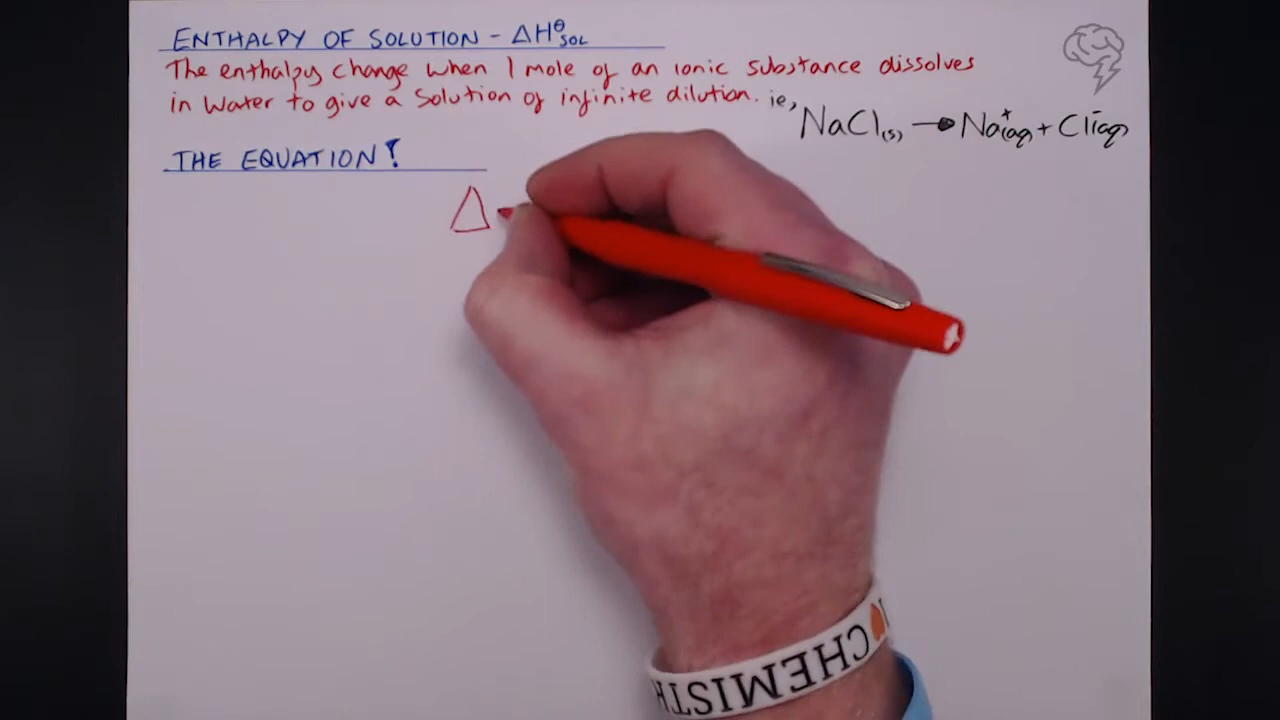 ENTHALPY OF SOLUTION - ΔH⊖SOL
The enthalpy change when 1 mole of an ionic substance dissolves
in water to give a solution of infinite dilution. ie,
NaCl(s) → Na+(aq) + Cl-(aq)
THE EQUATION!
Δ
I CHEMIST